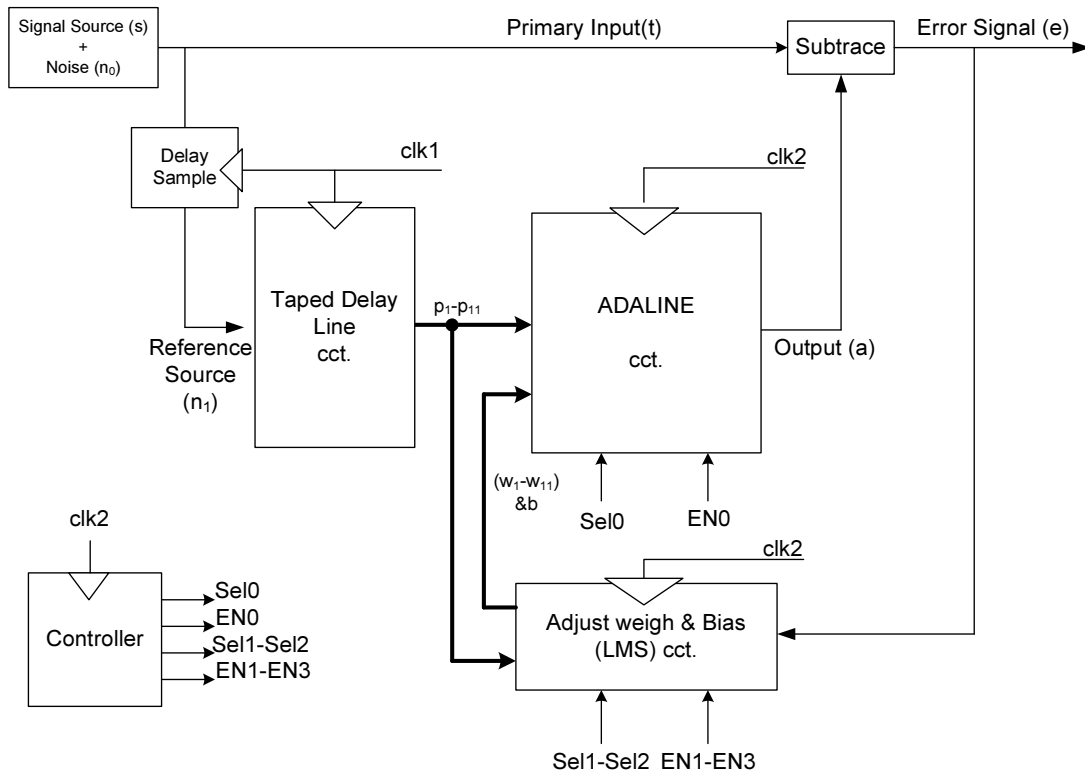 Signal Source (s)
+
Noise (n₀)
Primary Input(t)
Subtrace
Error Signal (e)
Delay
Sample
clk1
clk2
Taped Delay
Line
cct.
p₁-p₁₁
ADALINE
cct.
Output (a)
Reference
Source
(n₁)
(w₁-w₁₁)
&b
Sel0
EN0
clk2
clk2
Controller
Sel0
EN0
Sel1-Sel2
EN1-EN3
Adjust weigh & Bias
(LMS) cct.
Sel1-Sel2
EN1-EN3